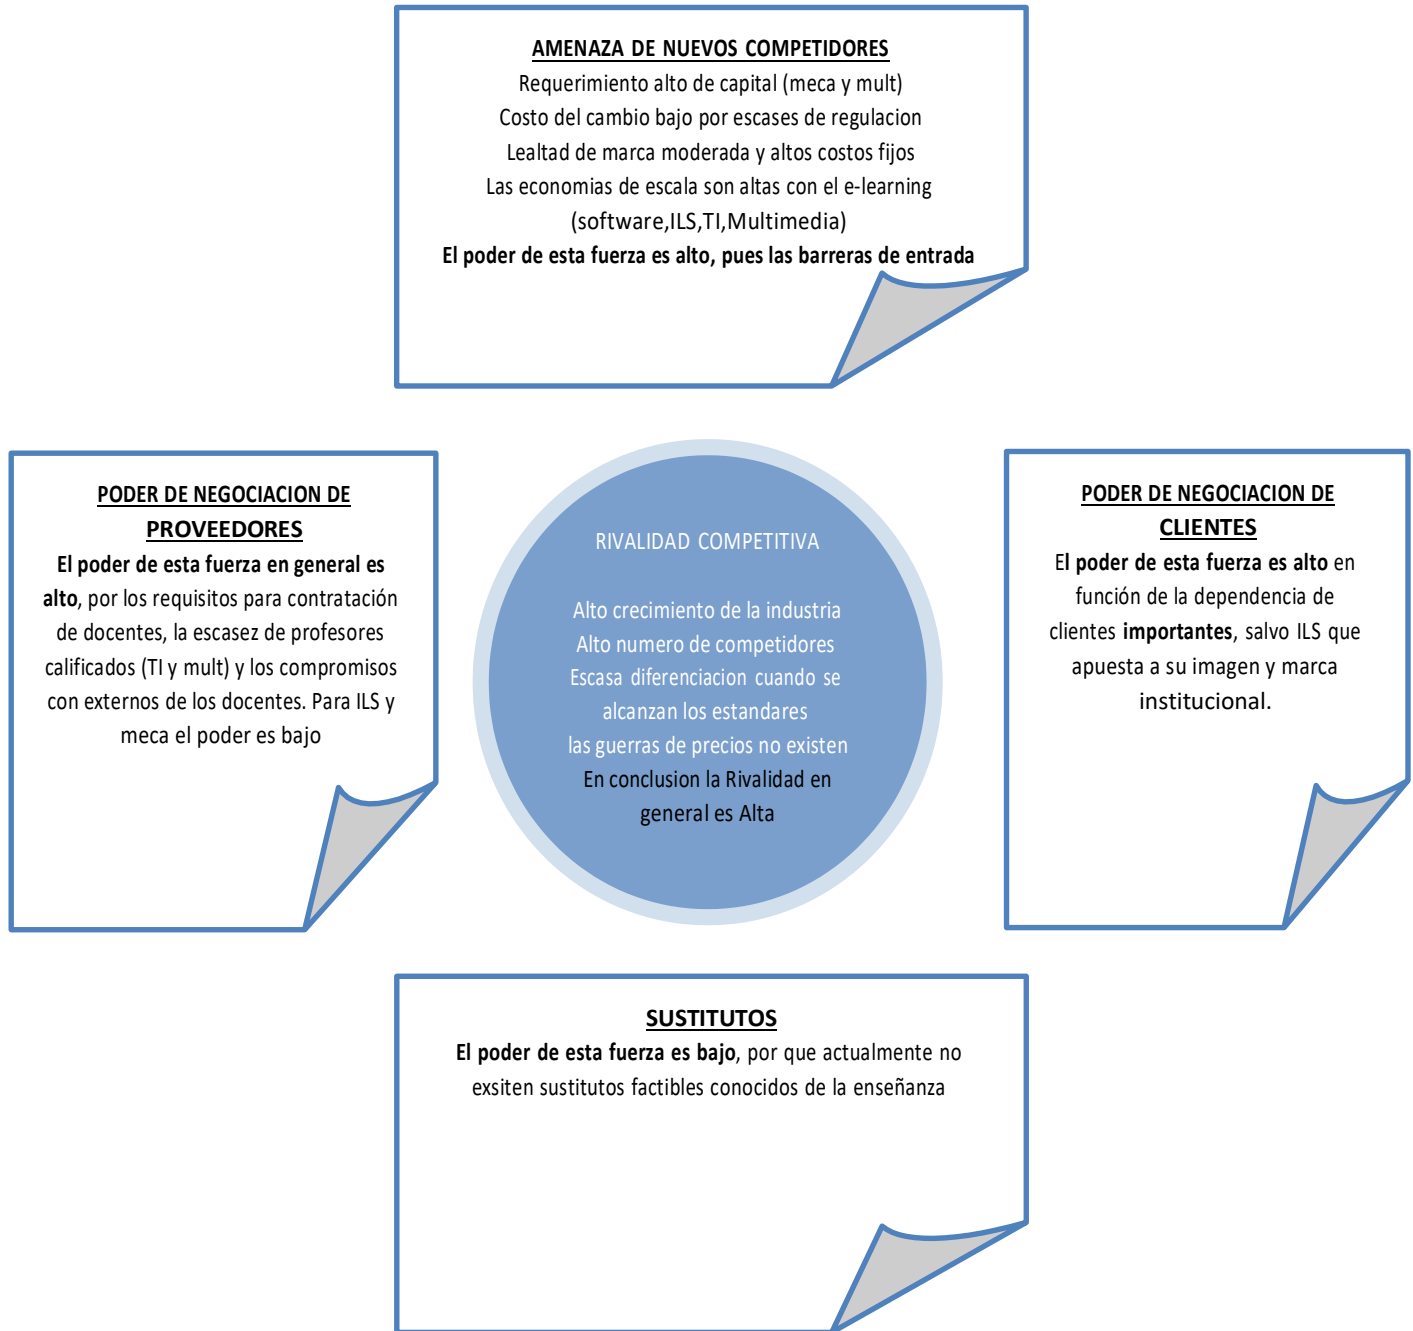 AMENAZA DE NUEVOS COMPETIDORES
Requerimiento alto de capital (meca y mult)
Costo del cambio bajo por escases de regulacion
Lealtad de marca moderada y altos costos fijos
Las economias de escala son altas con el e-learning
(software,ILS,TI,Multimedia)
El poder de esta fuerza es alto, pues las barreras de entrada
PODER DE NEGOCIACION DE
PROVEEDORES
El poder de esta fuerza en general es
alto, por los requisitos para contratación
de docentes, la escasez de profesores
calificados (TI y mult) y los compromisos
con externos de los docentes. Para ILS y
meca el poder es bajo
RIVALIDAD COMPETITIVA
Alto crecimiento de la industria
Alto numero de competidores
Escasa diferenciacion cuando se
alcanzan los estandares
las guerras de precios no existen
En conclusion la Rivalidad en
general es Alta
PODER DE NEGOCIACION DE
CLIENTES
El poder de esta fuerza es alto en
función de la dependencia de
clientes importantes, salvo ILS que
apuesta a su imagen y marca
institucional.
SUSTITUTOS
El poder de esta fuerza es bajo, por que actualmente no
exsiten sustitutos factibles conocidos de la enseñanza